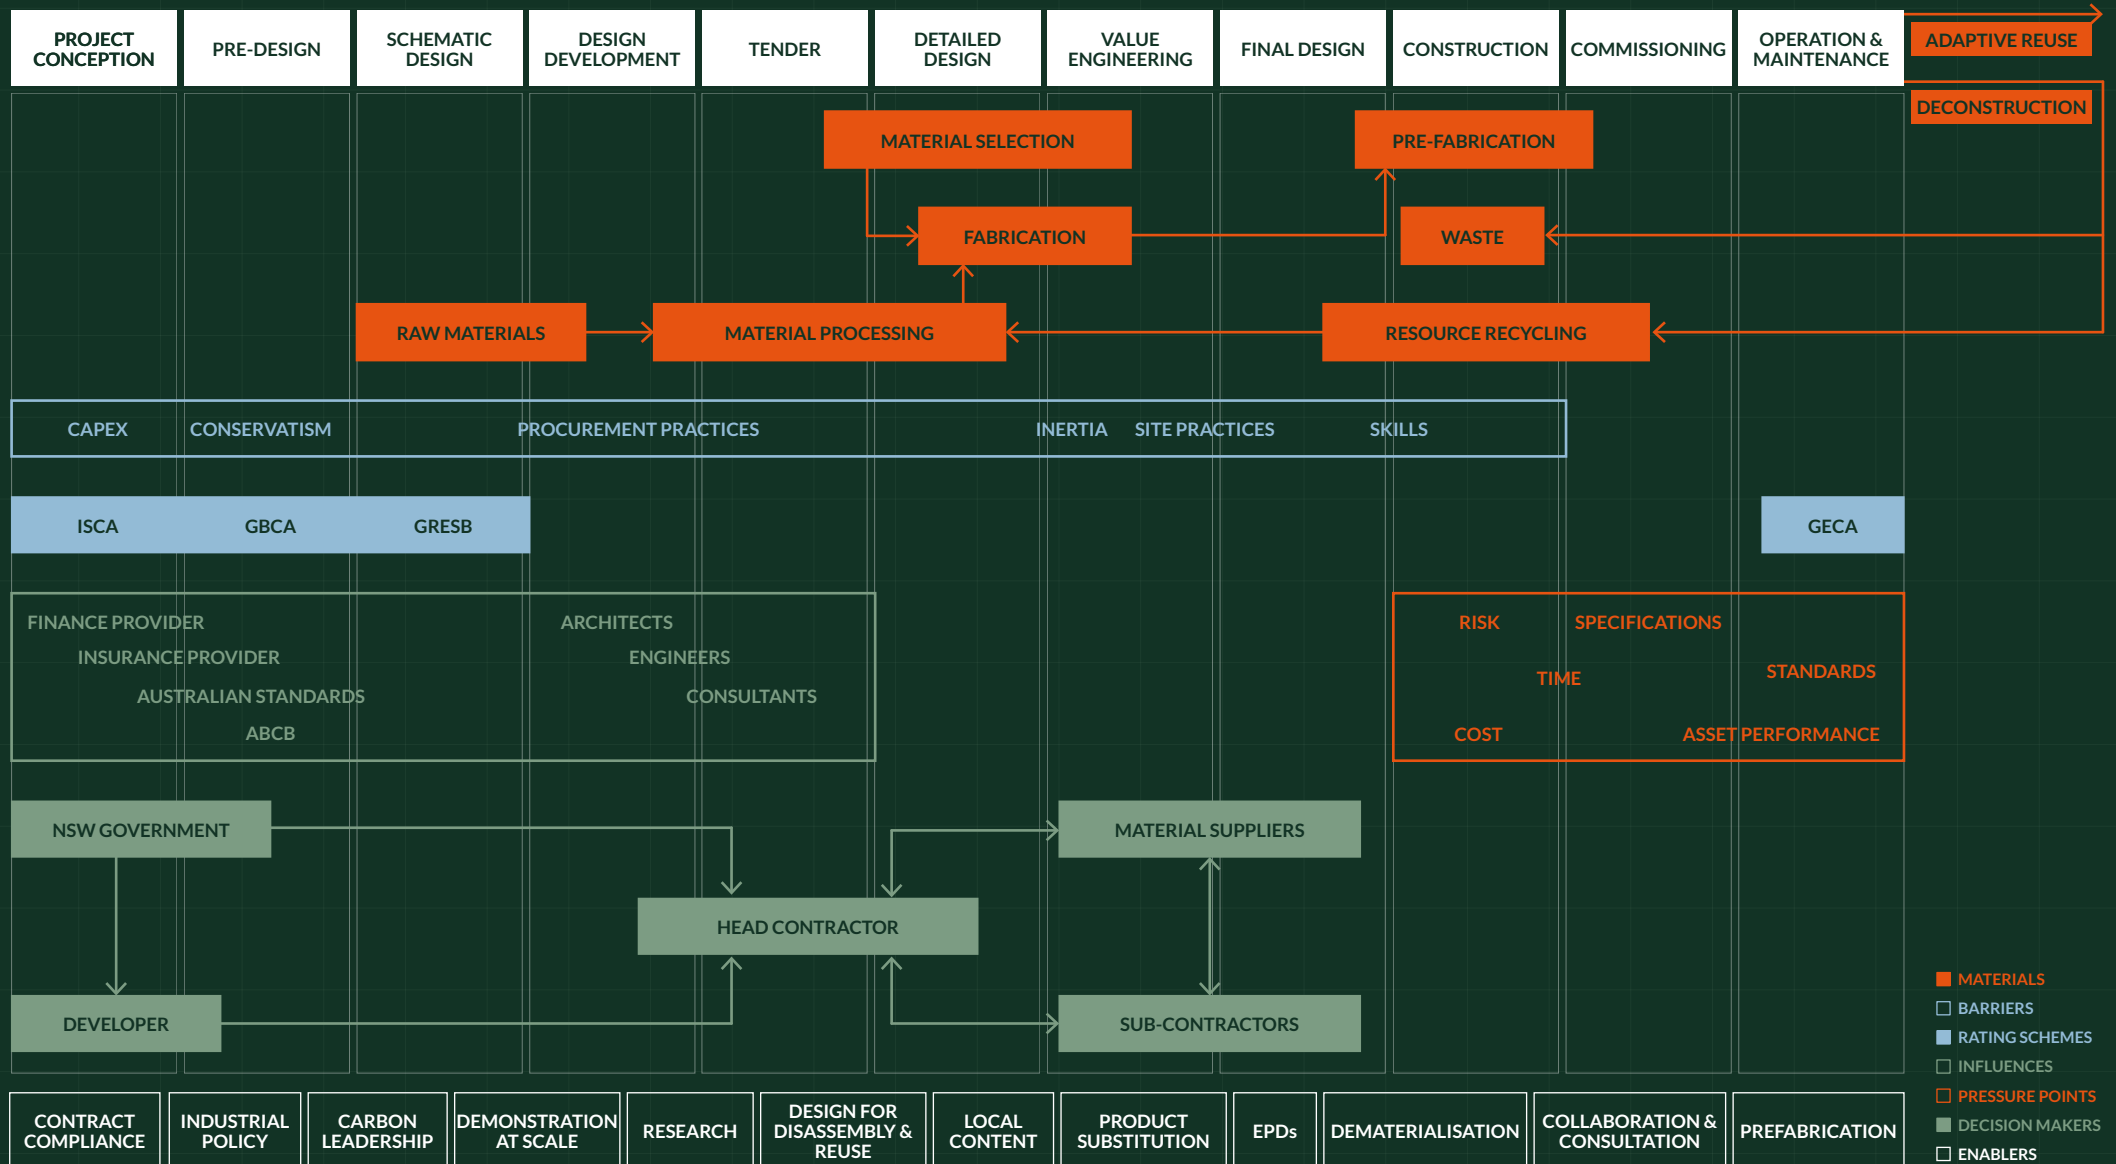 PROJECT
CONCEPTION
PRE-DESIGN
SCHEMATIC
DESIGN
DESIGN
DEVELOPMENT
TENDER
DETAILED
DESIGN
VALUE
ENGINEERING
FINAL DESIGN
CONSTRUCTION
COMMISSIONING
OPERATION &
MAINTENANCE
ADAPTIVE REUSE
DECONSTRUCTION
MATERIAL SELECTION
PRE-FABRICATION
FABRICATION
WASTE
RAW MATERIALS
MATERIAL PROCESSING
RESOURCE RECYCLING
CAPEX
CONSERVATISM
PROCUREMENT PRACTICES
INERTIA
SITE PRACTICES
SKILLS
ISCA
GBCA
GRESB
GECA
FINANCE PROVIDER
INSURANCE PROVIDER
AUSTRALIAN STANDARDS
ABCB
ARCHITECTS
ENGINEERS
CONSULTANTS
RISK
SPECIFICATIONS
TIME
STANDARDS
COST
ASSET PERFORMANCE
NSW GOVERNMENT
MATERIAL SUPPLIERS
HEAD CONTRACTOR
DEVELOPER
SUB-CONTRACTORS
MATERIALS
BARRIERS
RATING SCHEMES
INFLUENCES
PRESSURE POINTS
DECISION MAKERS
ENABLERS
CONTRACT
COMPLIANCE
INDUSTRIAL
POLICY
CARBON
LEADERSHIP
DEMONSTRATION
AT SCALE
RESEARCH
DESIGN FOR
DISASSEMBLY &
REUSE
LOCAL
CONTENT
PRODUCT
SUBSTITUTION
EPDs
DEMATERIALISATION
COLLABORATION &
CONSULTATION
PREFABRICATION